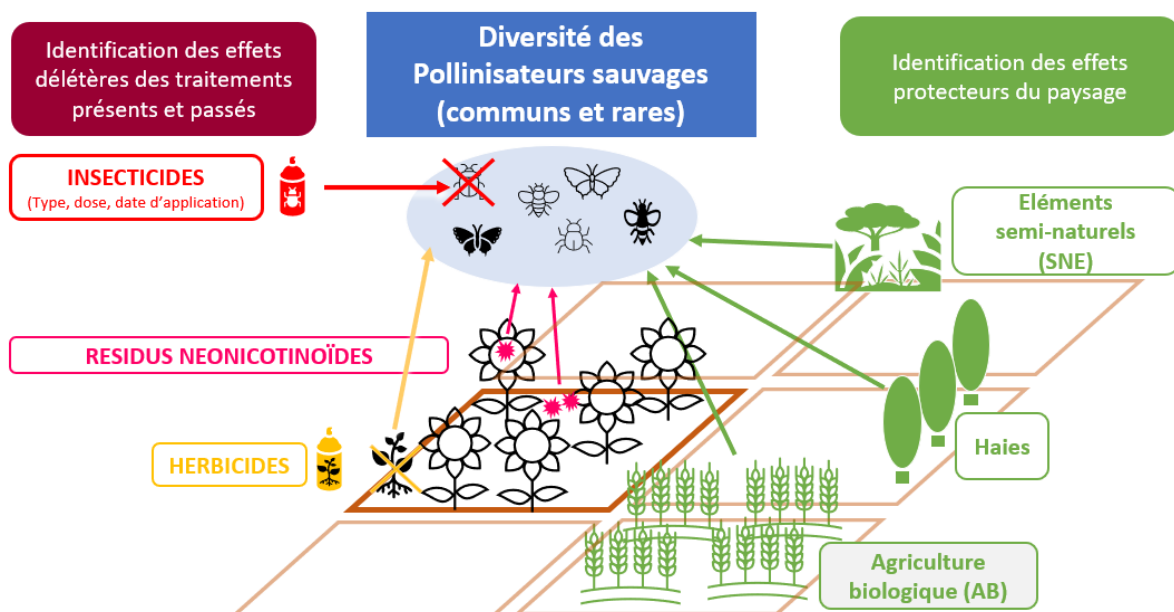 Identification des effets
délétères des traitements
présents et passés
Diversité des
Pollinisateurs sauvages
(communs et rares)
Identification des effets
protecteurs du paysage
INSECTICIDES
(Type, dose, date d’application)
Eléments
semi-naturels
(SNE)
RESIDUS NEONICOTINOÏDES
HERBICIDES
Haies
Agriculture
biologique (AB)